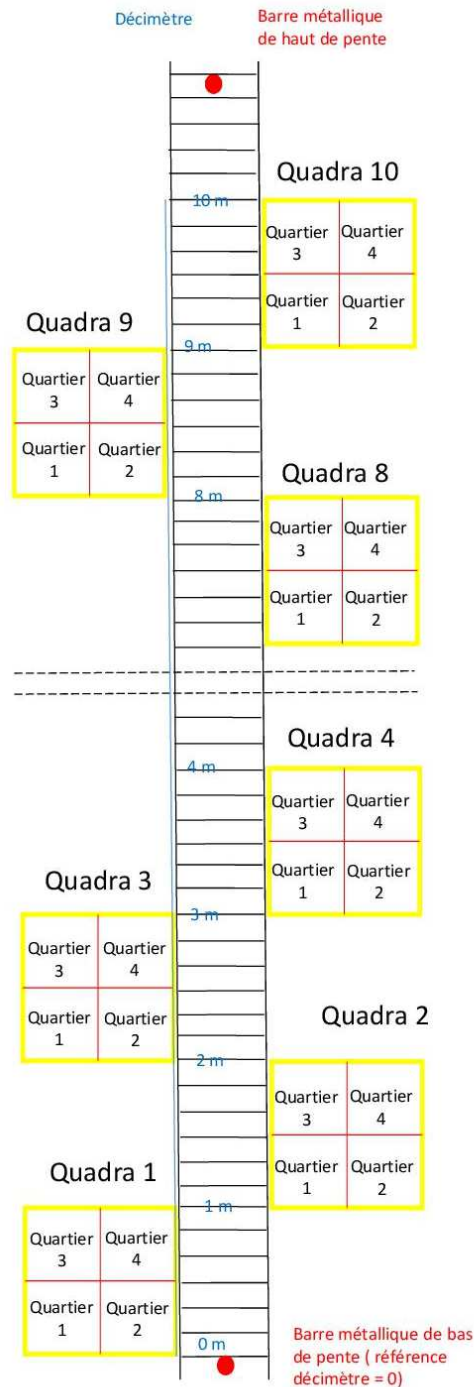 Décimètre
Barre métallique
de haut de pente
Quadra 10
10 m
Quartier Quartier
3 4
Quartier Quartier
1 2
Quadra 9
9 m
Quartier Quartier
3 4
Quartier Quartier
1 2
Quadra 8
8 m
Quartier Quartier
3 4
Quartier Quartier
1 2
Quadra 4
4 m
Quartier Quartier
3 4
Quartier Quartier
1 2
Quadra 3
3 m
Quartier Quartier
3 4
Quartier Quartier
1 2
Quadra 2
2 m
Quartier Quartier
3 4
Quartier Quartier
1 2
Quadra 1
1 m
Quartier Quartier
3 4
Quartier Quartier
1 2
0 m
Barre métallique de bas
de pente ( référence
décimètre = 0)